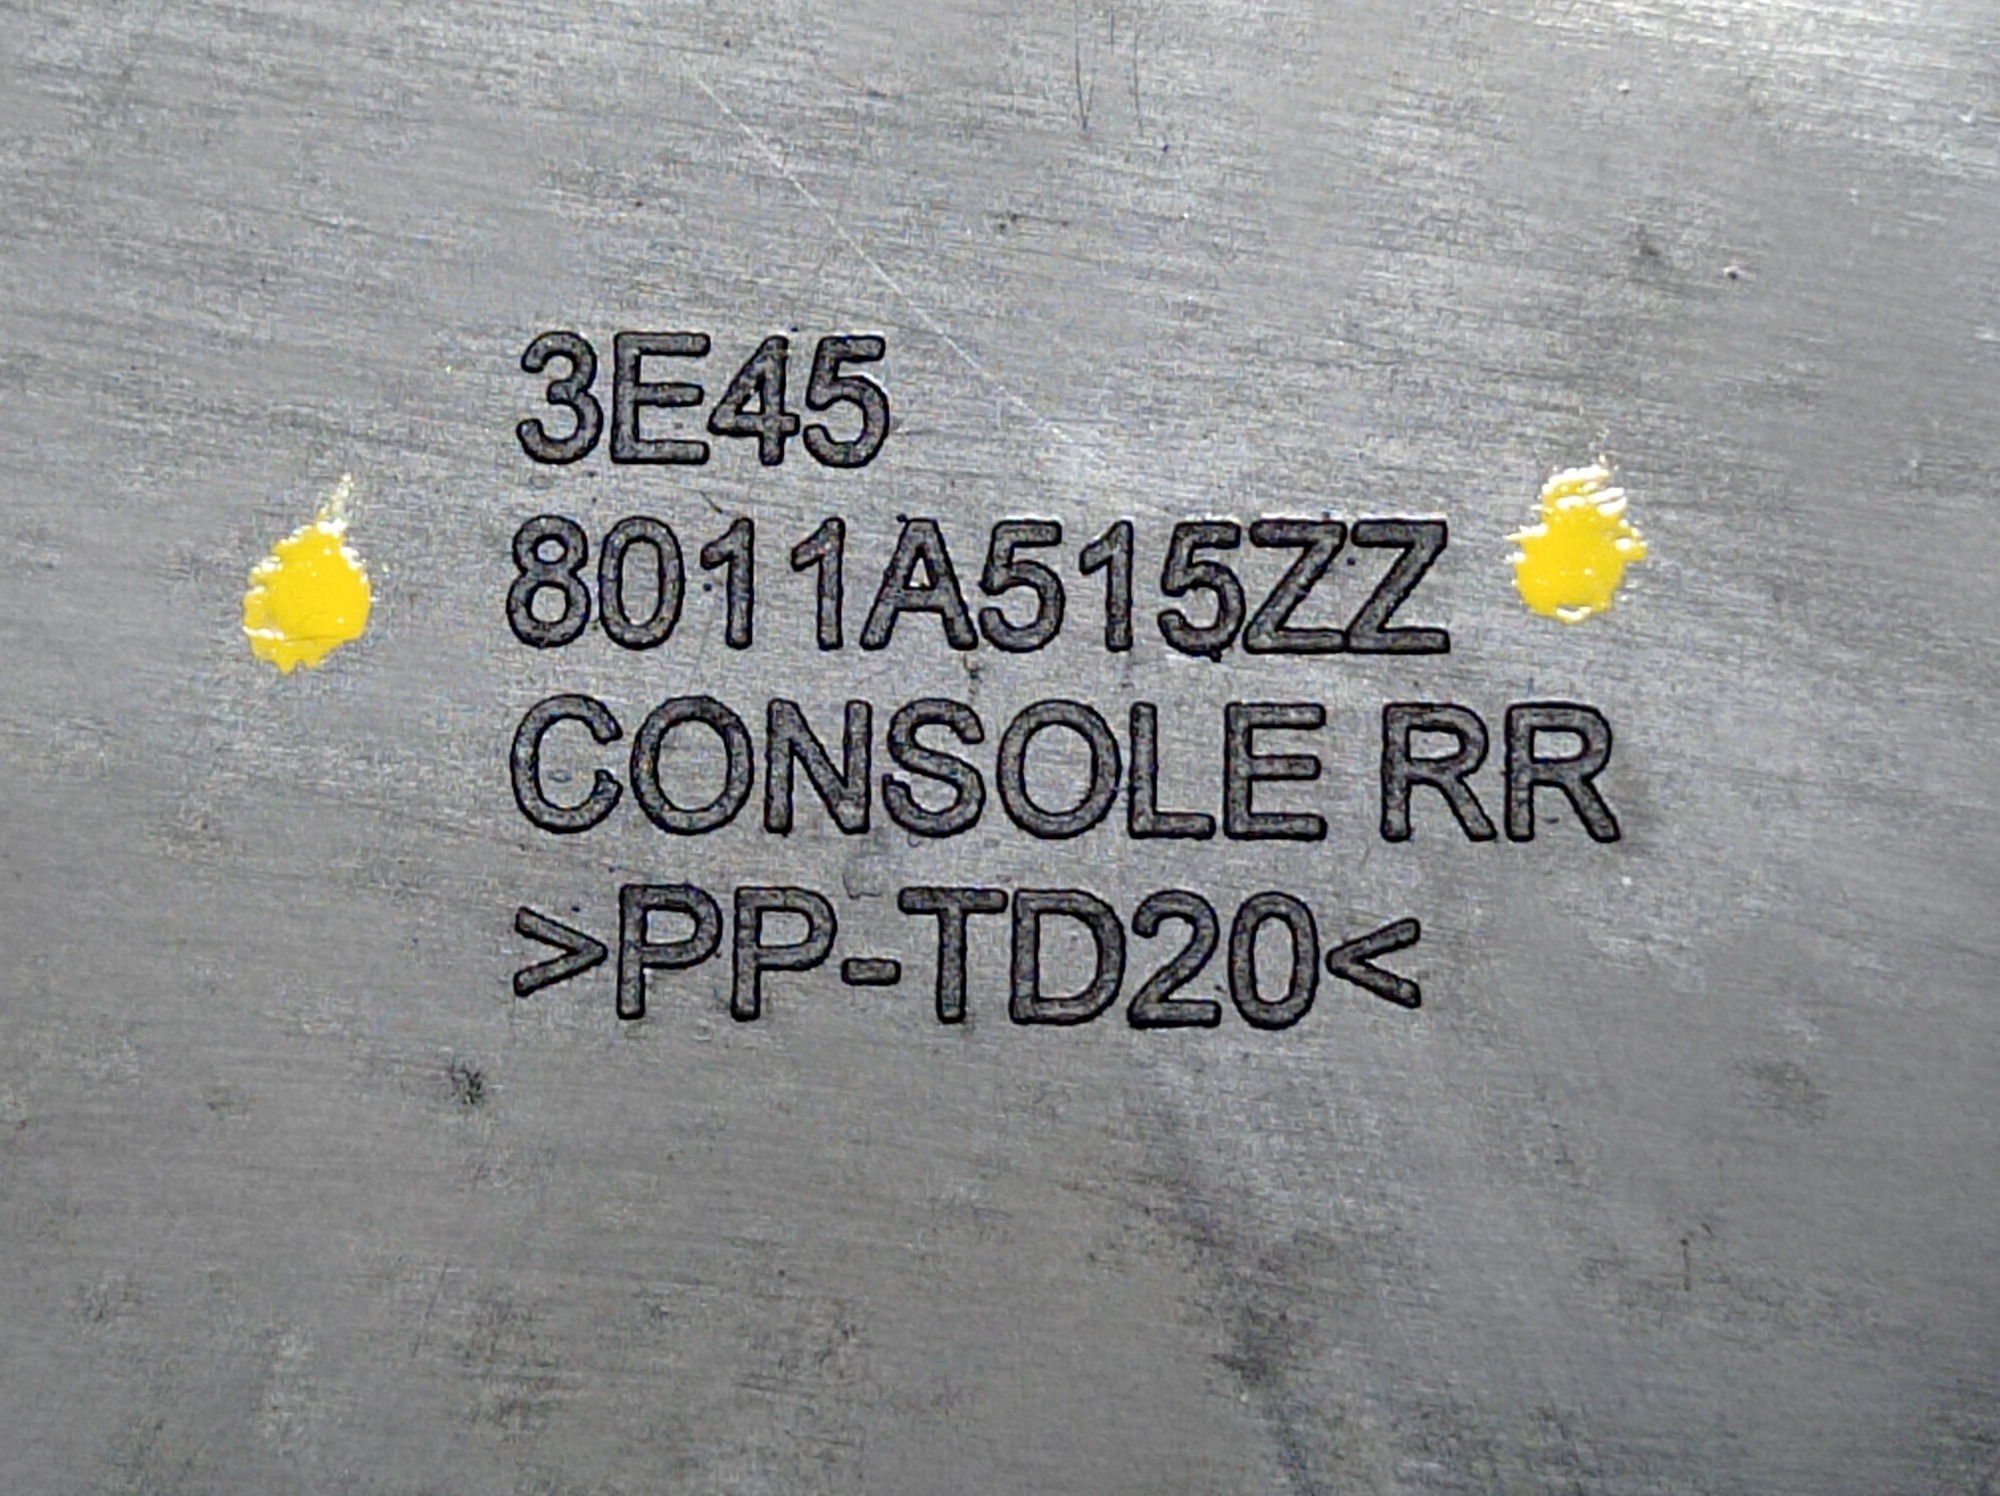 3E45
8011A515ZZ
CONSOLE RR
>PP-TD20<